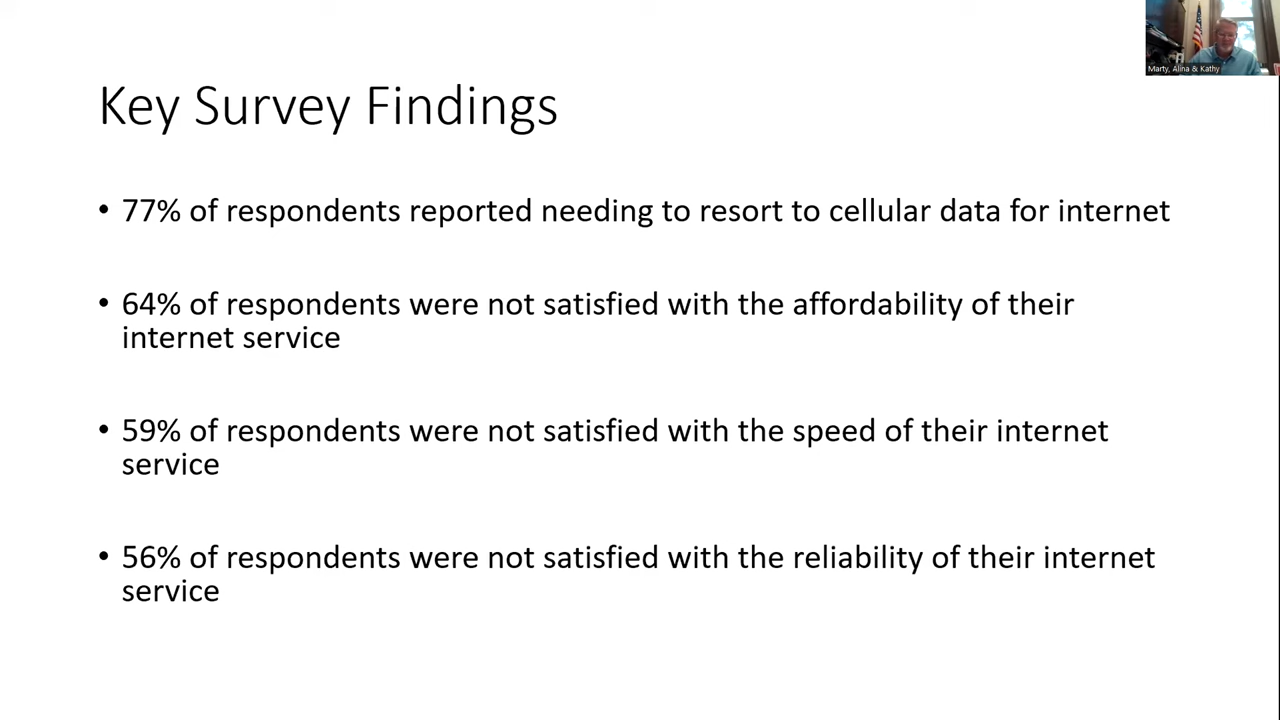 Marty, Alina & Kathy
Key Survey Findings
• 77% of respondents reported needing to resort to cellular data for internet
• 64% of respondents were not satisfied with the affordability of their
internet service
• 59% of respondents were not satisfied with the speed of their internet
service
• 56% of respondents were not satisfied with the reliability of their internet
service